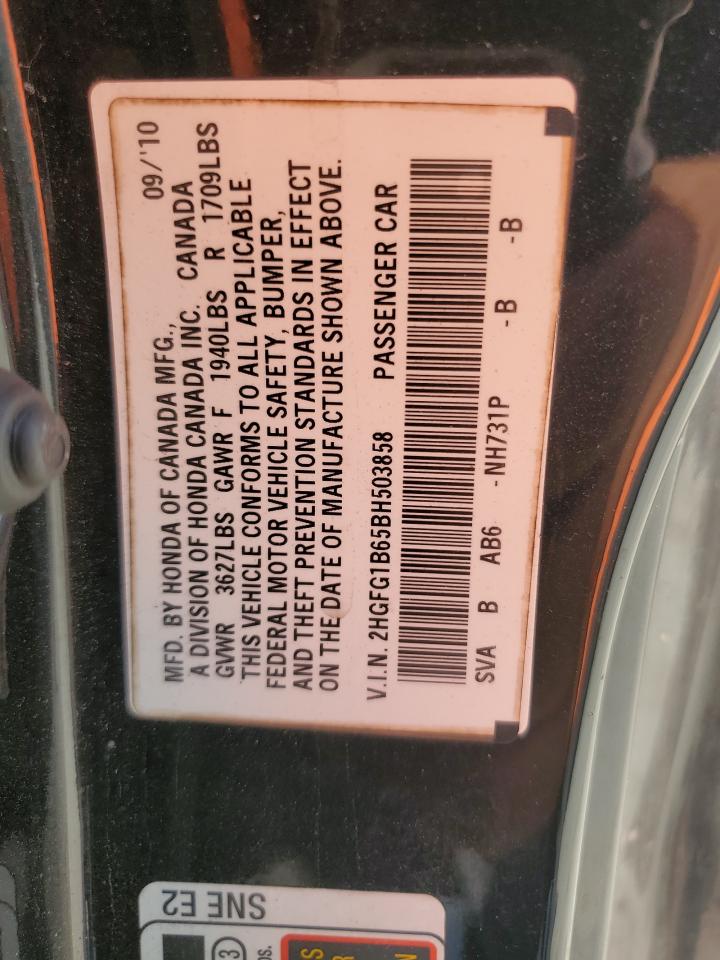 MFD. BY HONDA OF CANADA MFG., 09/'10
A DIVISION OF HONDA CANADA INC. CANADA
GVWR 3627LBS GAWR F 1940LBS R 1709LBS
THIS VEHICLE CONFORMS TO ALL APPLICABLE
FEDERAL MOTOR VEHICLE SAFETY, BUMPER,
AND THEFT PREVENTION STANDARDS IN EFFECT
ON THE DATE OF MANUFACTURE SHOWN ABOVE.
V.I.N. 2HGFG1B65BH503858 PASSENGER CAR
SVA B AB6 -NH731P -B -B
SNE E2
3